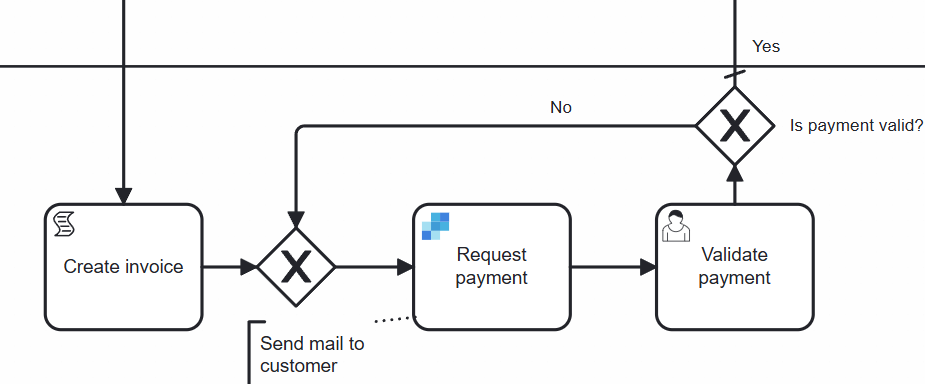 Yes
No
Is payment valid?
Create invoice
Request
payment
Validate
payment
Send mail to
customer